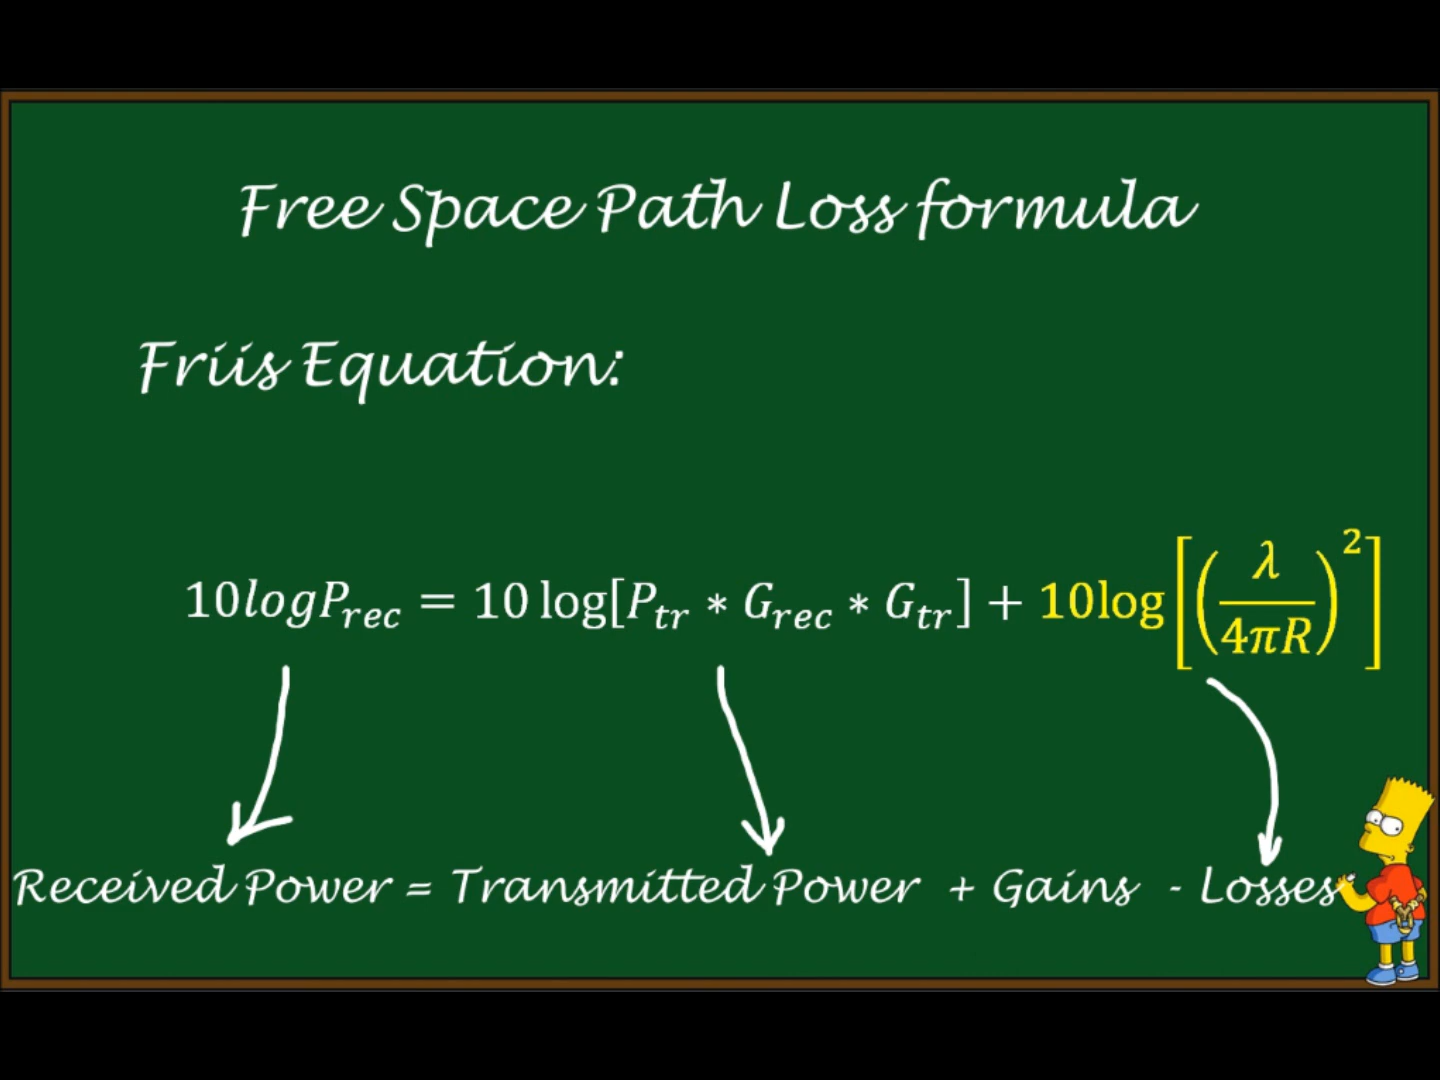 Free Space Path Loss formula
Friis Equation:
10logP_rec = 10 log[P_tr * G_rec * G_tr] + 10log[(λ/4πR)²]
Received Power = Transmitted Power + Gains - Losses